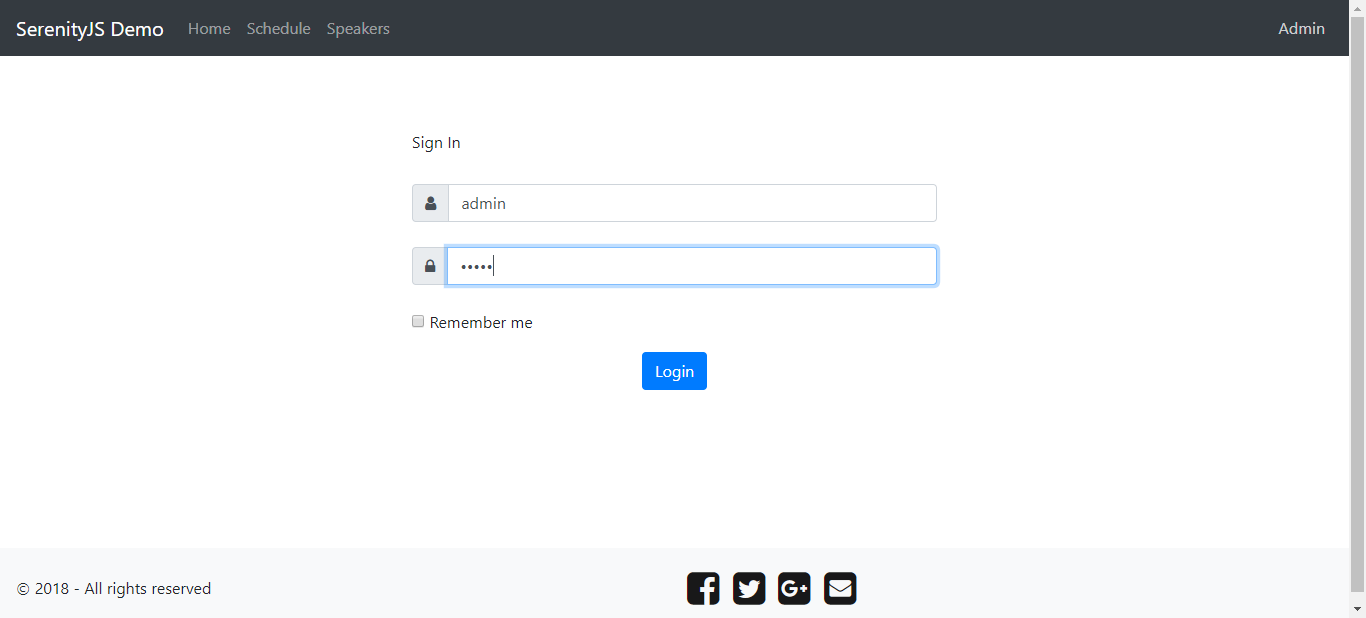 SerenityJS Demo Home Schedule Speakers Admin
Sign In
admin
•••••
Remember me
Login
© 2018 - All rights reserved